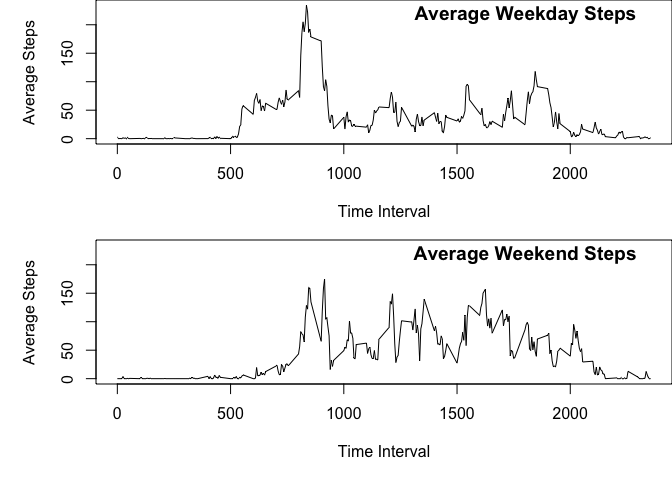 Average Weekday Steps
Average Steps
150
50
0
0 500 1000 1500 2000
Time Interval
Average Weekend Steps
Average Steps
150
50
0
0 500 1000 1500 2000
Time Interval